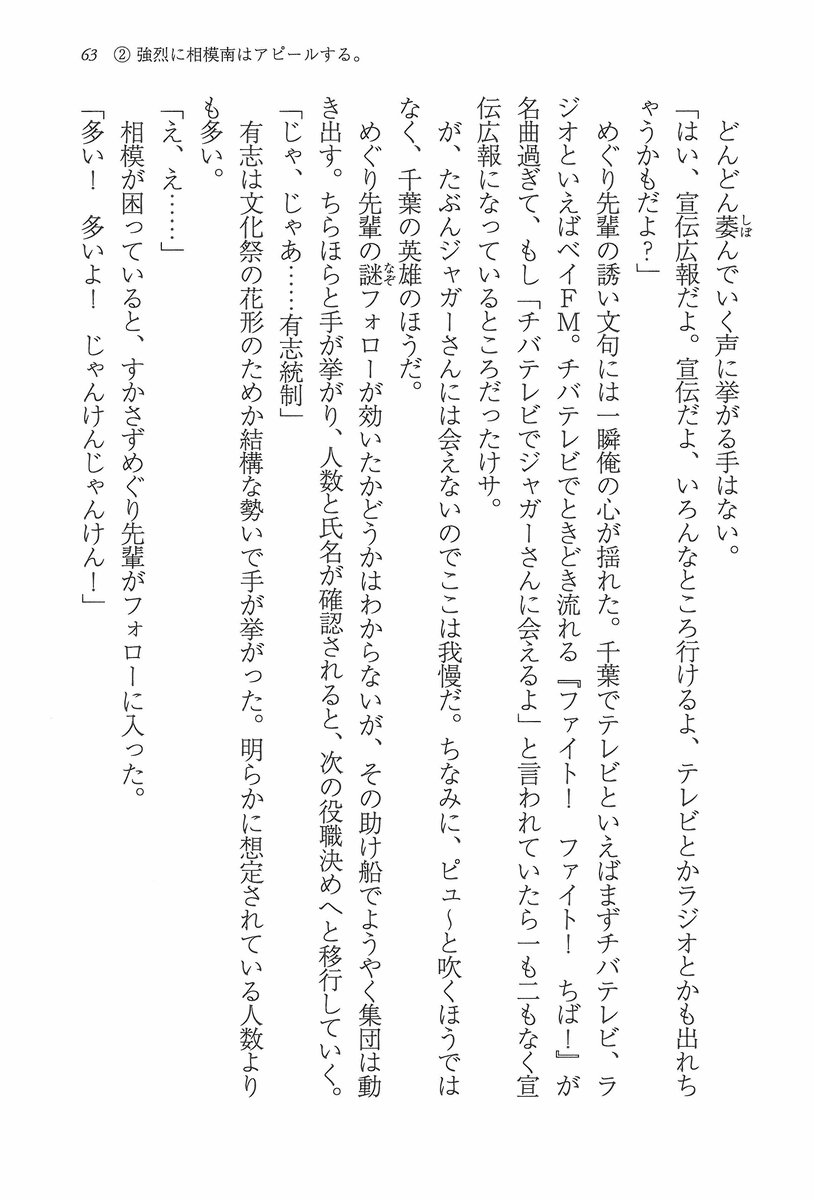 63　② 強烈に相模南はアピールする。
　どんどん萎んでいく声に挙がる手はない。
「はい、宣伝広報だよ。宣伝だよ、いろんなところ行けるよ、テレビとかラジオとかも出れち
ゃうかもだよ？」
　めぐり先輩の誘い文句には一瞬俺の心が揺れた。千葉でテレビといえばまずチバテレビ、ラ
ジオといえばベイＦＭ。チバテレビでときどき流れる『ファイト！　ファイト！　ちば！』が
名曲過ぎて、もし「チバテレビでジャガーさんに会えるよ」と言われていたら一も二もなく宣
伝広報になっているところだったけサ。
　が、たぶんジャガーさんには会えないのでここは我慢だ。ちなみに、ピュ～と吹くほうでは
なく、千葉の英雄のほうだ。
　めぐり先輩の謎フォローが効いたかどうかはわからないが、その助け船でようやく集団は動
き出す。ちらほらと手が挙がり、人数と氏名が確認されると、次の役職決めへと移行していく。
「じゃ、じゃあ……有志統制」
　有志は文化祭の花形のためか結構な勢いで手が挙がった。明らかに想定されている人数より
も多い。
「え、え……」
　相模が困っていると、すかさずめぐり先輩がフォローに入った。
「多い！　多いよ！　じゃんけんじゃんけん！」
しぼ
なぞ